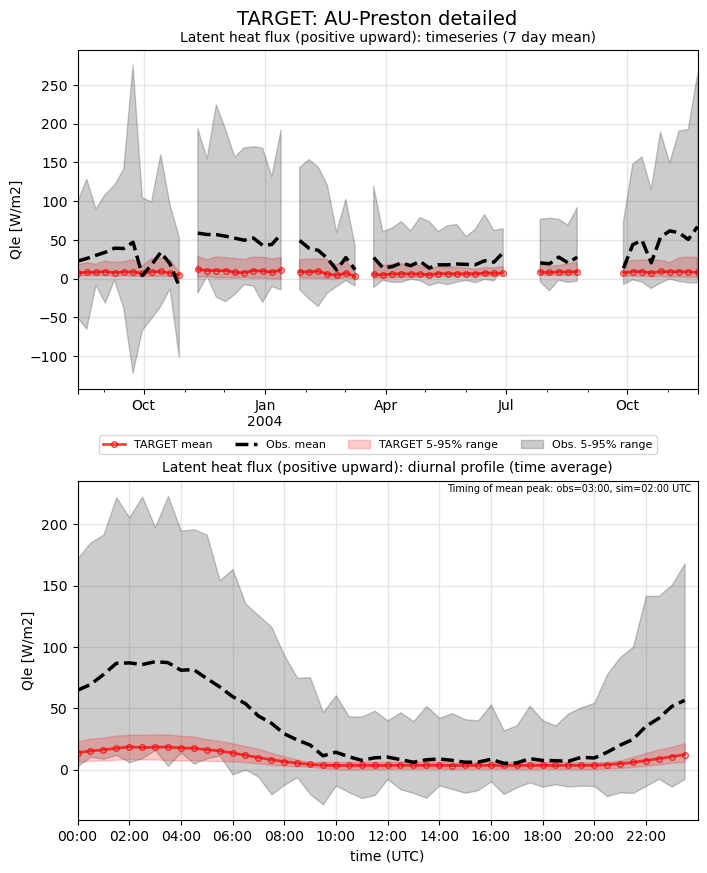 TARGET: AU-Preston detailed
Latent heat flux (positive upward): timeseries (7 day mean)
Qle [W/m2]
250
200
150
100
50
0
−50
−100
Oct
Jan
2004
Apr
Jul
Oct
TARGET mean
Obs. mean
TARGET 5-95% range
Obs. 5-95% range
Latent heat flux (positive upward): diurnal profile (time average)
Timing of mean peak: obs=03:00, sim=02:00 UTC
Qle [W/m2]
200
150
100
50
0
00:00 02:00 04:00 06:00 08:00 10:00 12:00 14:00 16:00 18:00 20:00 22:00
time (UTC)